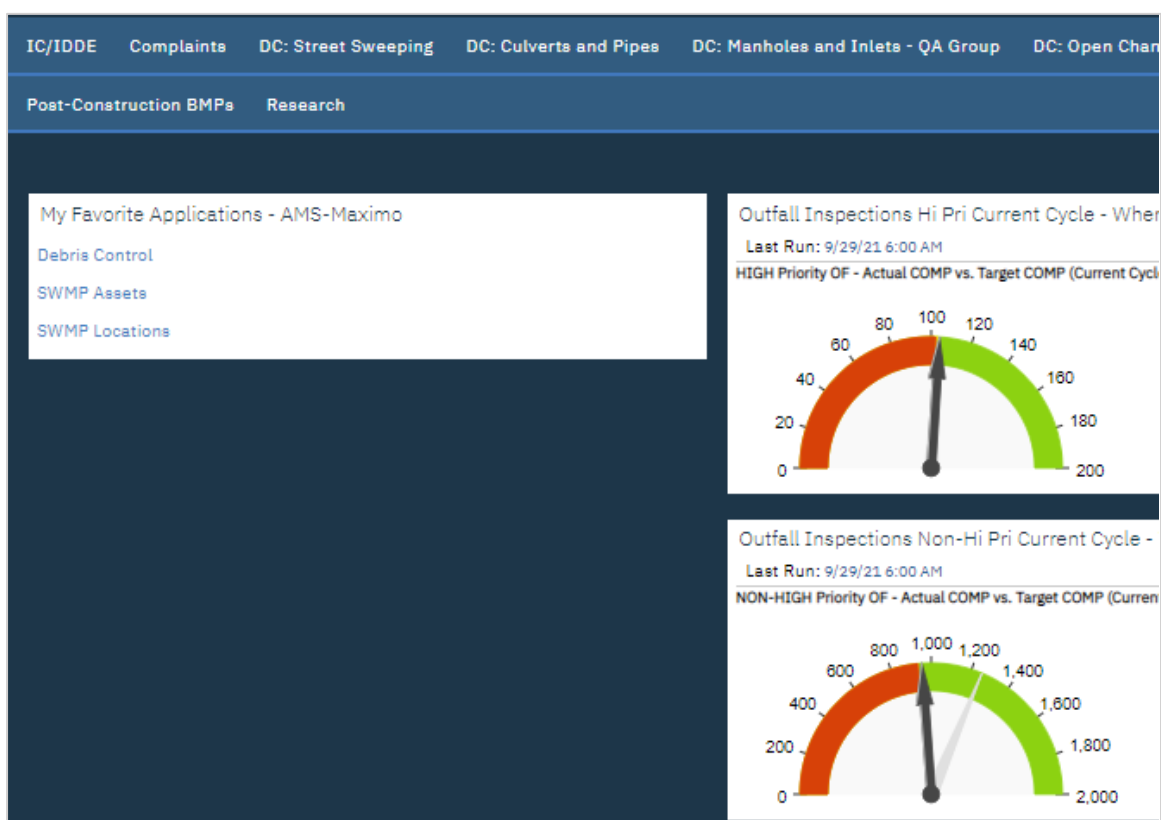 IC/IDDE Complaints DC: Street Sweeping DC: Culverts and Pipes DC: Manholes and Inlets - QA Group DC: Open Chan
Post-Construction BMPs Research
My Favorite Applications - AMS-Maximo
Debris Control
SWMP Assets
SWMP Locations
Outfall Inspections Hi Pri Current Cycle - Wher
Last Run: 9/29/21 6:00 AM
HIGH Priority OF - Actual COMP vs. Target COMP (Current Cycl
0
20
40
60
80
100
120
140
160
180
200
Outfall Inspections Non-Hi Pri Current Cycle -
Last Run: 9/29/21 6:00 AM
NON-HIGH Priority OF - Actual COMP vs. Target COMP (Curren
0
200
400
600
800
1,000
1,200
1,400
1,600
1,800
2,000